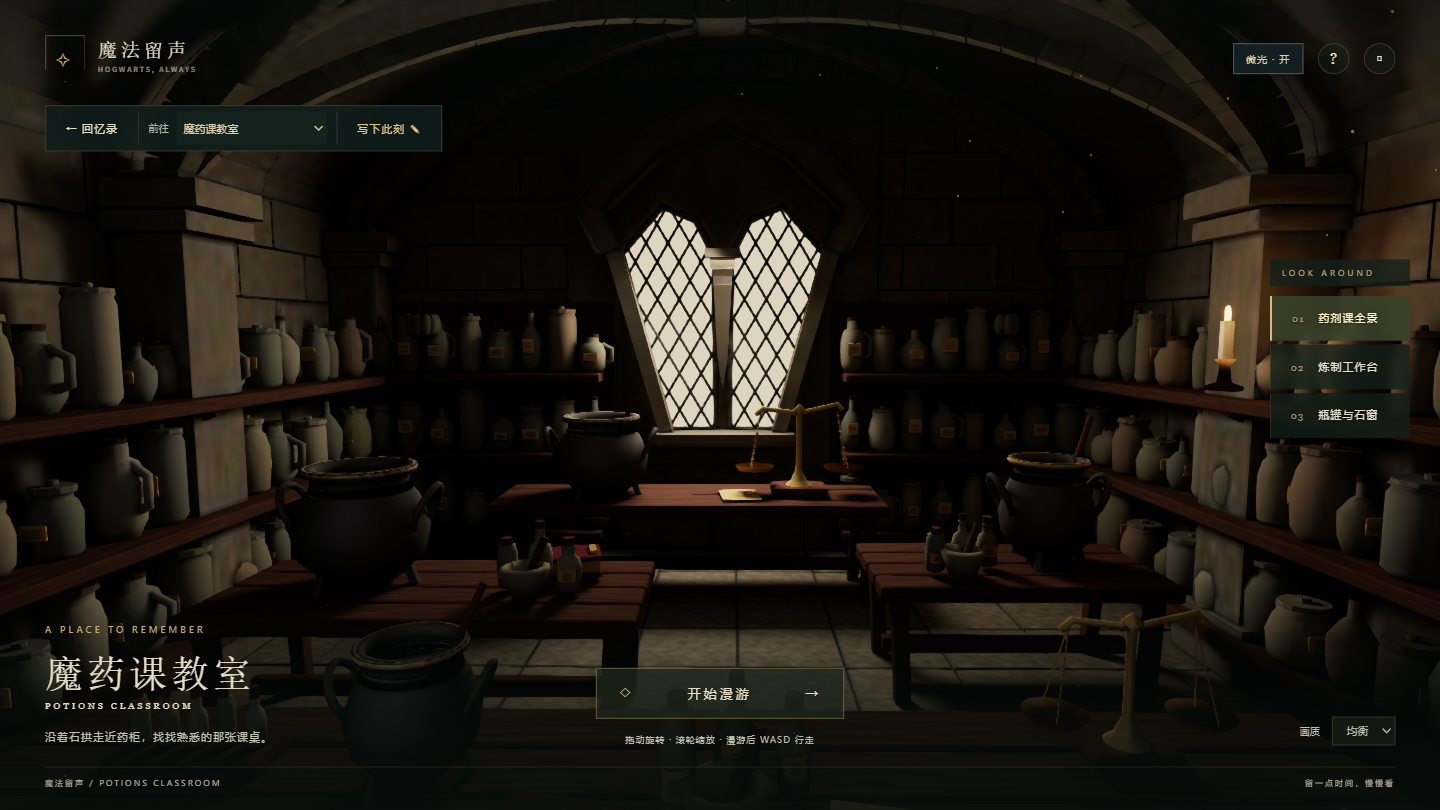 魔法留声
HOGWARTS, ALWAYS
微光 · 开
?
← 回忆录
前往
魔药课教室
写下此刻
LOOK AROUND
01 药剂课全景
02 炼制工作台
03 瓶罐与石窗
A PLACE TO REMEMBER
魔药课教室
POTIONS CLASSROOM
沿着石拱走近药柜，找找熟悉的那张课桌。
开始漫游 →
拖动旋转 · 滚轮缩放 · 漫游后 WASD 行走
画质
均衡
魔法留声 / POTIONS CLASSROOM
留一点时间，慢慢看